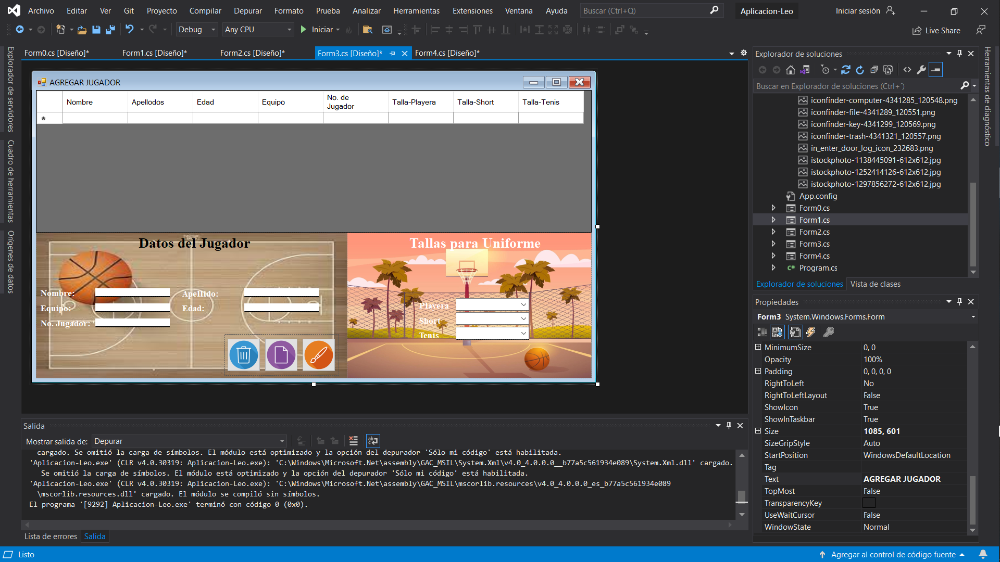 Archivo Editar Ver Git Proyecto Compilar Depurar Formato Prueba Analizar Herramientas Extensiones Ventana Ayuda Buscar (Ctrl+Q) Aplicacion-Leo Iniciar sesión
Debug Any CPU Iniciar Live Share
Explorador de servidores
Cuadro de herramientas
Orígenes de datos
Form0.cs [Diseño]* Form1.cs [Diseño]* Form2.cs [Diseño]* Form3.cs [Diseño]* Form4.cs [Diseño]*
AGREGAR JUGADOR
Nombre Apellodos Edad Equipo No. de Jugador Talla-Playera Talla-Short Talla-Tenis
*
Datos del Jugador
Nombre: Apellido:
Equipo: Edad:
No. Jugador:
Tallas para Uniforme
Playera
Short
Tenis
Salida
Mostrar salida de: Depurar
cargado. Se omitió la carga de símbolos. El módulo está optimizado y la opción del depurador 'Sólo mi código' está habilitada.
'Aplicacion-Leo.exe' (CLR v4.0.30319: Aplicacion-Leo.exe): 'C:\Windows\Microsoft.Net\assembly\GAC_MSIL\System.Xml\v4.0_4.0.0.0__b77a5c561934e089\System.Xml.dll' cargado.
Se omitió la carga de símbolos. El módulo está optimizado y la opción del depurador 'Sólo mi código' está habilitada.
'Aplicacion-Leo.exe' (CLR v4.0.30319: Aplicacion-Leo.exe): 'C:\Windows\Microsoft.Net\assembly\GAC_MSIL\mscorlib.resources\v4.0_4.0.0.0_es_b77a5c561934e089
\mscorlib.resources.dll' cargado. El módulo se compiló sin símbolos.
El programa '[9292] Aplicacion-Leo.exe' terminó con código 0 (0x0).
Lista de errores Salida
Explorador de soluciones
Buscar en Explorador de soluciones (Ctrl+´)
iconfinder-computer-4341285_120548.png
iconfinder-file-4341289_120551.png
iconfinder-key-4341299_120569.png
iconfinder-trash-4341321_120557.png
in_enter_door_log_icon_232683.png
istockphoto-1138445091-612x612.jpg
istockphoto-1252414126-612x612.jpg
istockphoto-1297856272-612x612.jpg
App.config
Form0.cs
Form1.cs
Form2.cs
Form3.cs
Form4.cs
C# Program.cs
Explorador de soluciones Vista de clases
Propiedades
Form3 System.Windows.Forms.Form
MinimumSize 0, 0
Opacity 100%
Padding 0, 0, 0, 0
RightToLeft No
RightToLeftLayout False
ShowIcon True
ShowInTaskbar True
Size 1085, 601
SizeGripStyle Auto
StartPosition WindowsDefaultLocation
Tag
Text AGREGAR JUGADOR
TopMost False
TransparencyKey
UseWaitCursor False
WindowState Normal
Herramientas de diagnóstico
Listo Agregar al control de código fuente